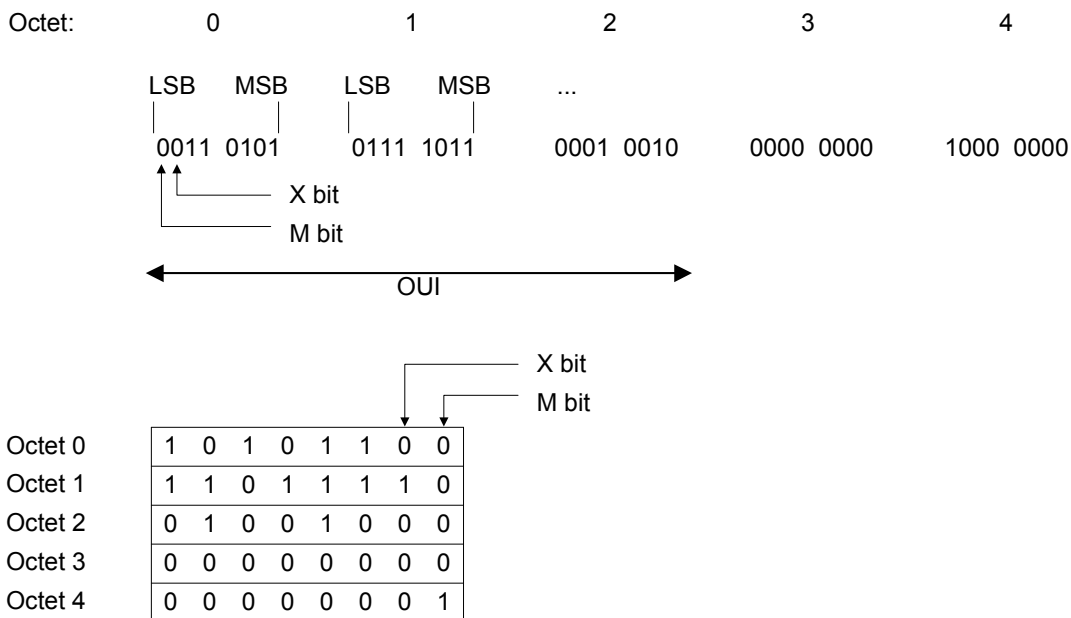 Octet: 0 1 2 3 4
LSB MSB LSB MSB ...
0011 0101 0111 1011 0001 0010 0000 0000 1000 0000
X bit
M bit
OUI
X bit
M bit
Octet 0 1 0 1 0 1 1 0 0
Octet 1 1 1 0 1 1 1 1 0
Octet 2 0 1 0 0 1 0 0 0
Octet 3 0 0 0 0 0 0 0 0
Octet 4 0 0 0 0 0 0 0 1